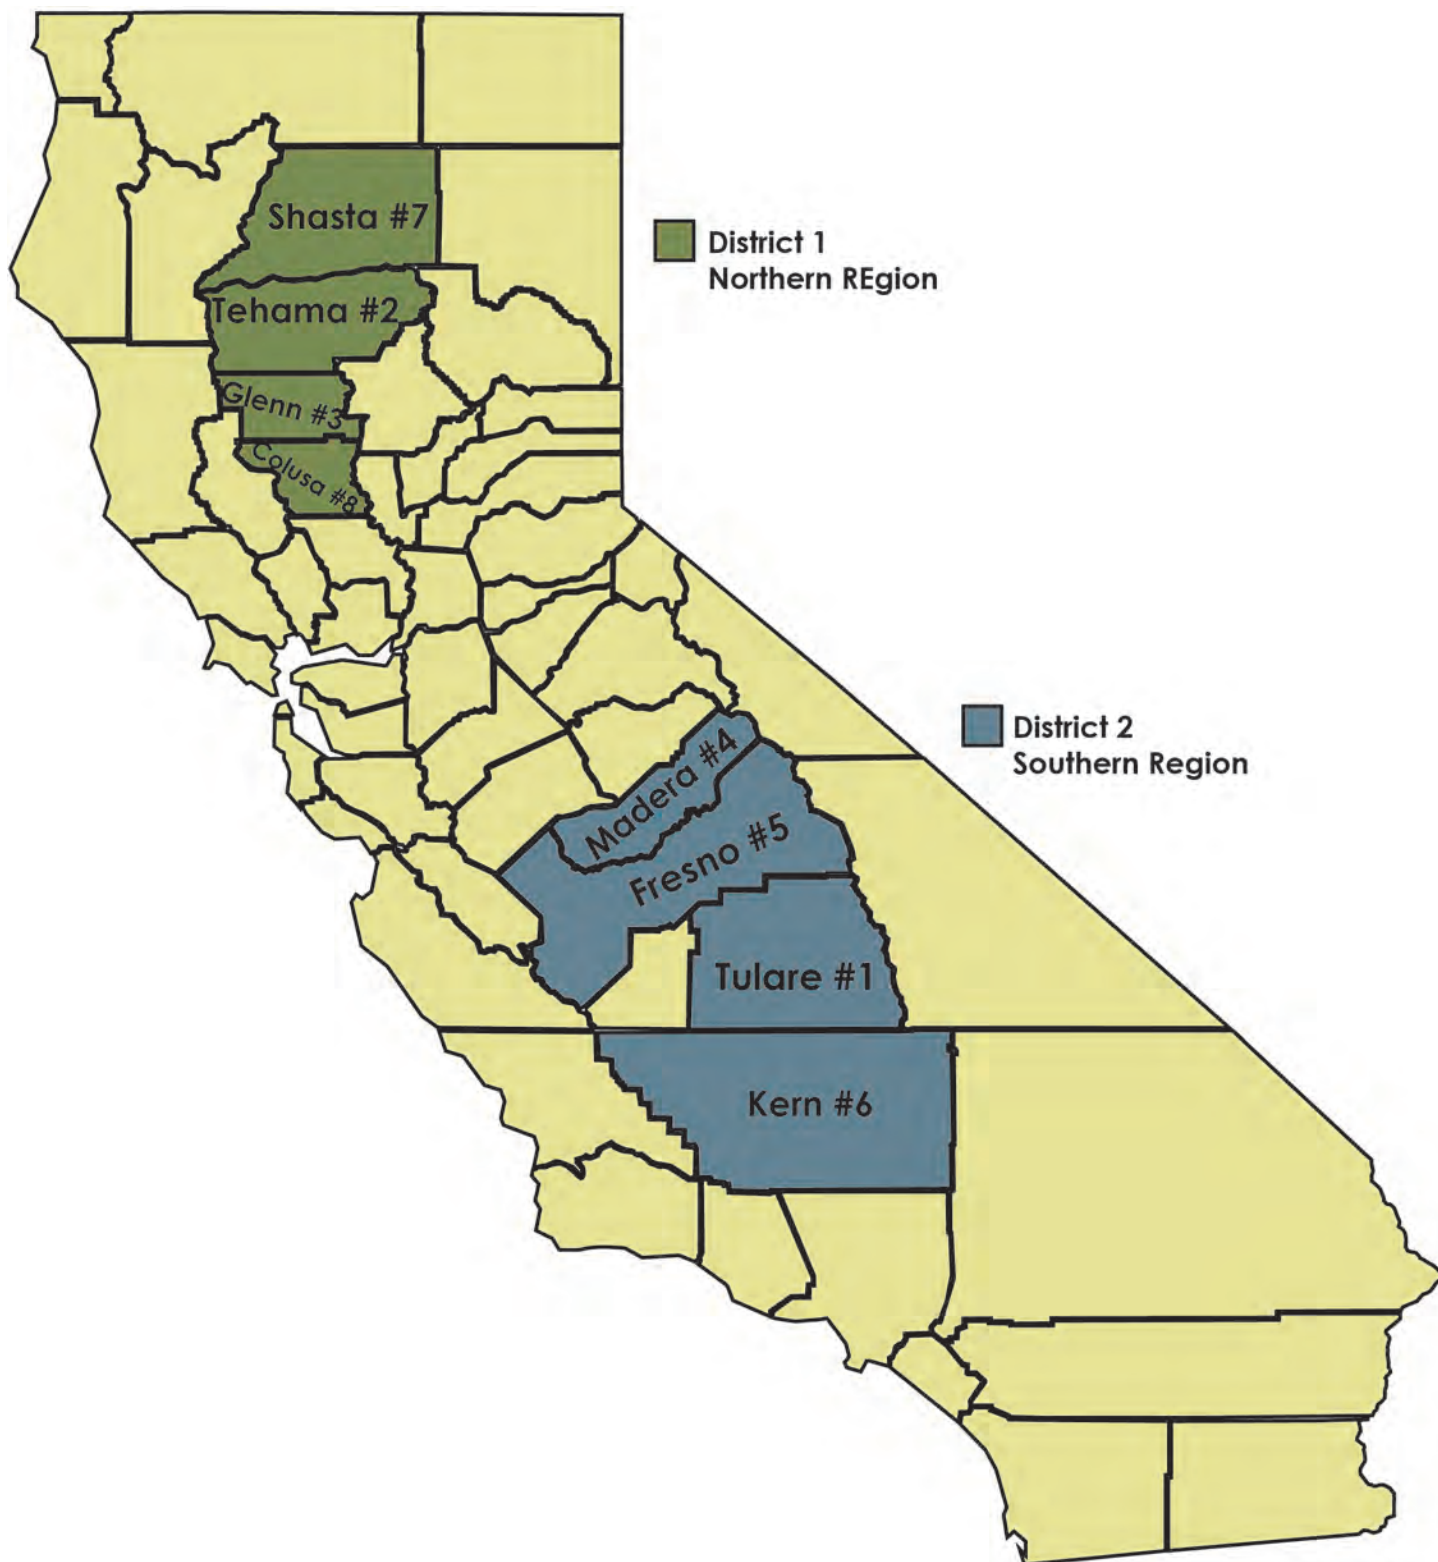 Shasta #7
District 1
Northern REgion
Tehama #2
Glenn #3
Colusa #8
District 2
Southern Region
Madera #4
Fresno #5
Tulare #1
Kern #6